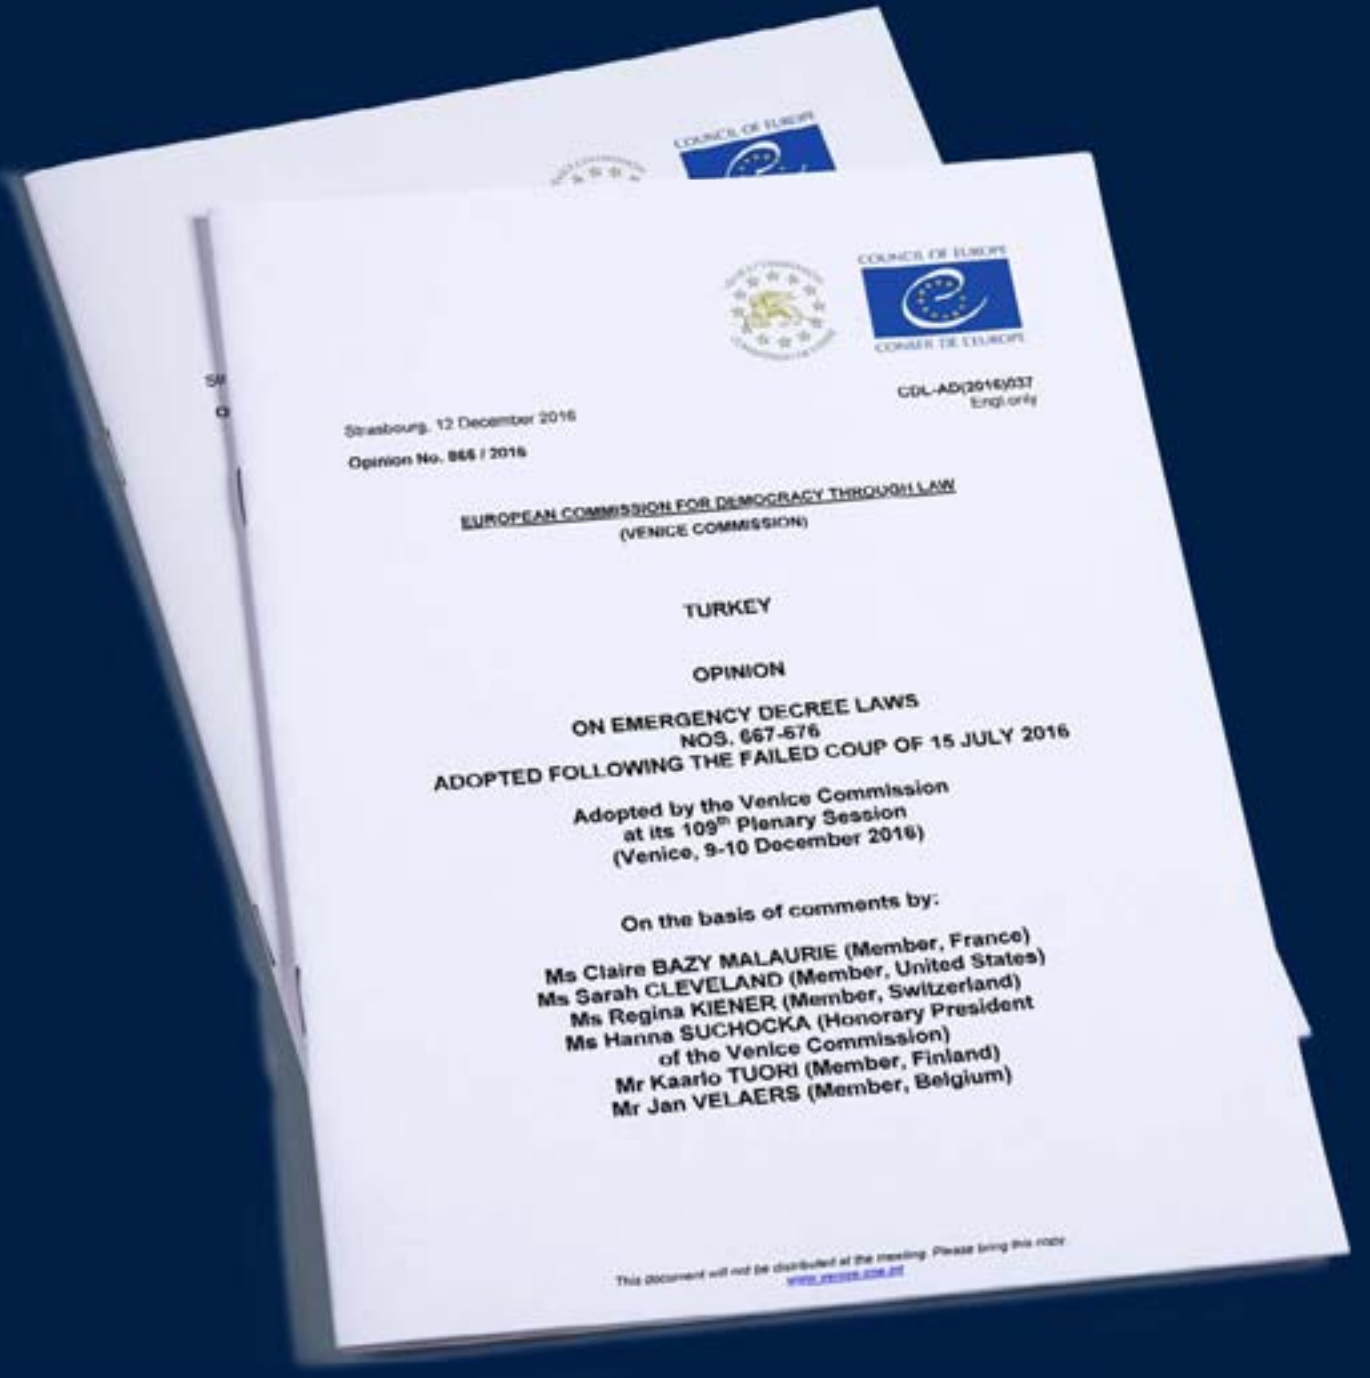 COUNCIL OF EUROPE
COUNCIL OF EUROPE
CONSEIL DE L'EUROPE
CDL-AD(2016)037
Engl.only
Strasbourg, 12 December 2016
Opinion No. 865 / 2016
EUROPEAN COMMISSION FOR DEMOCRACY THROUGH LAW
(VENICE COMMISSION)
TURKEY
OPINION
ON EMERGENCY DECREE LAWS
NOS. 667-676
ADOPTED FOLLOWING THE FAILED COUP OF 15 JULY 2016
Adopted by the Venice Commission
at its 109th Plenary Session
(Venice, 9-10 December 2016)
On the basis of comments by:
Ms Claire BAZY MALAURIE (Member, France)
Ms Sarah CLEVELAND (Member, United States)
Ms Regina KIENER (Member, Switzerland)
Ms Hanna SUCHOCKA (Honorary President
of the Venice Commission)
Mr Kaarlo TUORI (Member, Finland)
Mr Jan VELAERS (Member, Belgium)
This document will not be distributed at the meeting. Please bring this copy.
www.venice.coe.int